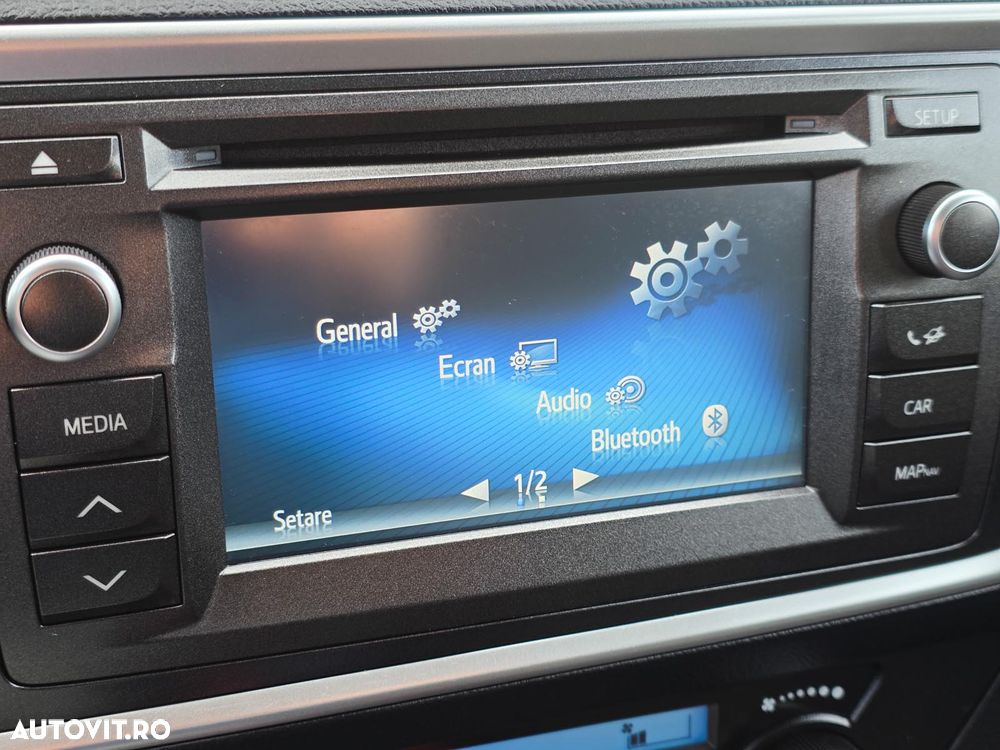 SETUP
General
Ecran
Audio
Bluetooth
1/2
Setare
MEDIA
CAR
MAP NAV
AUTOVIT.RO